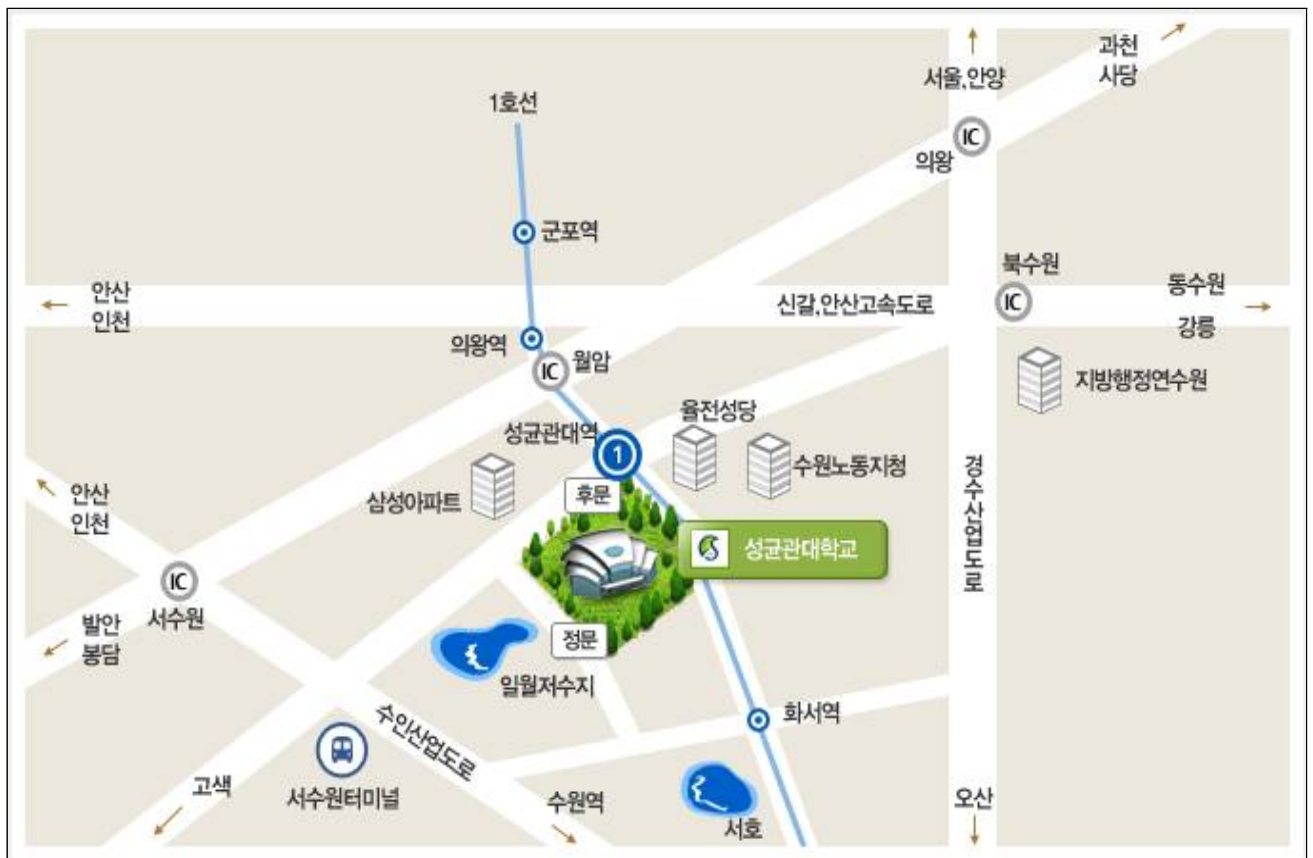 과천
사당
서울,안양
1호선
IC
의왕
군포역
북수원
IC
안산
인천
신갈,안산고속도로
동수원
강릉
의왕역
IC
월암
지방행정연수원
율전성당
성균관대역
1
수원노동지청
경수산업도로
안산
인천
삼성아파트
후문
성균관대학교
IC
서수원
발안
봉담
정문
일월저수지
화서역
수인산업도로
고색
서수원터미널
수원역
서호
오산